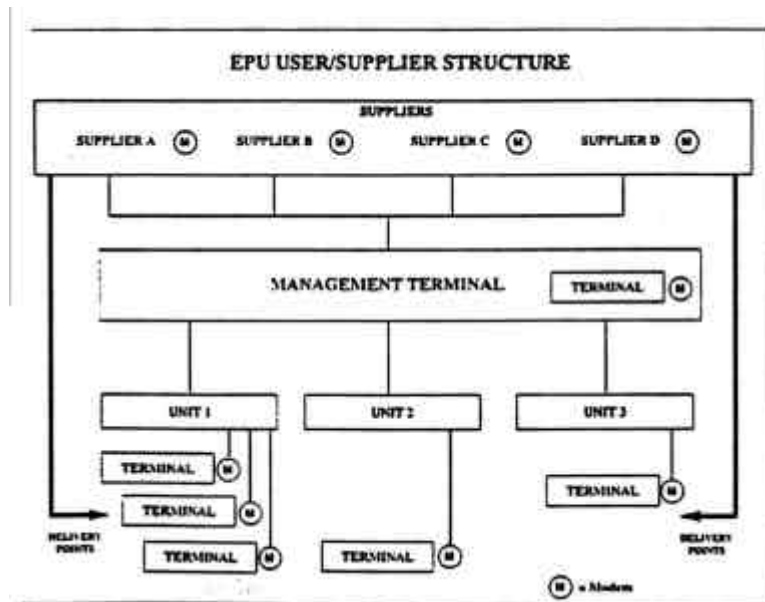 EPU USER/SUPPLIER STRUCTURE
SUPPLIERS
SUPPLIER A M SUPPLIER B M SUPPLIER C M SUPPLIER D M
MANAGEMENT TERMINAL
TERMINAL M
UNIT 1 UNIT 2 UNIT 3
TERMINAL M
TERMINAL M
TERMINAL M
DELIVERY
POINTS
TERMINAL M
TERMINAL M
TERMINAL M
DELIVERY
POINTS
M = Modem